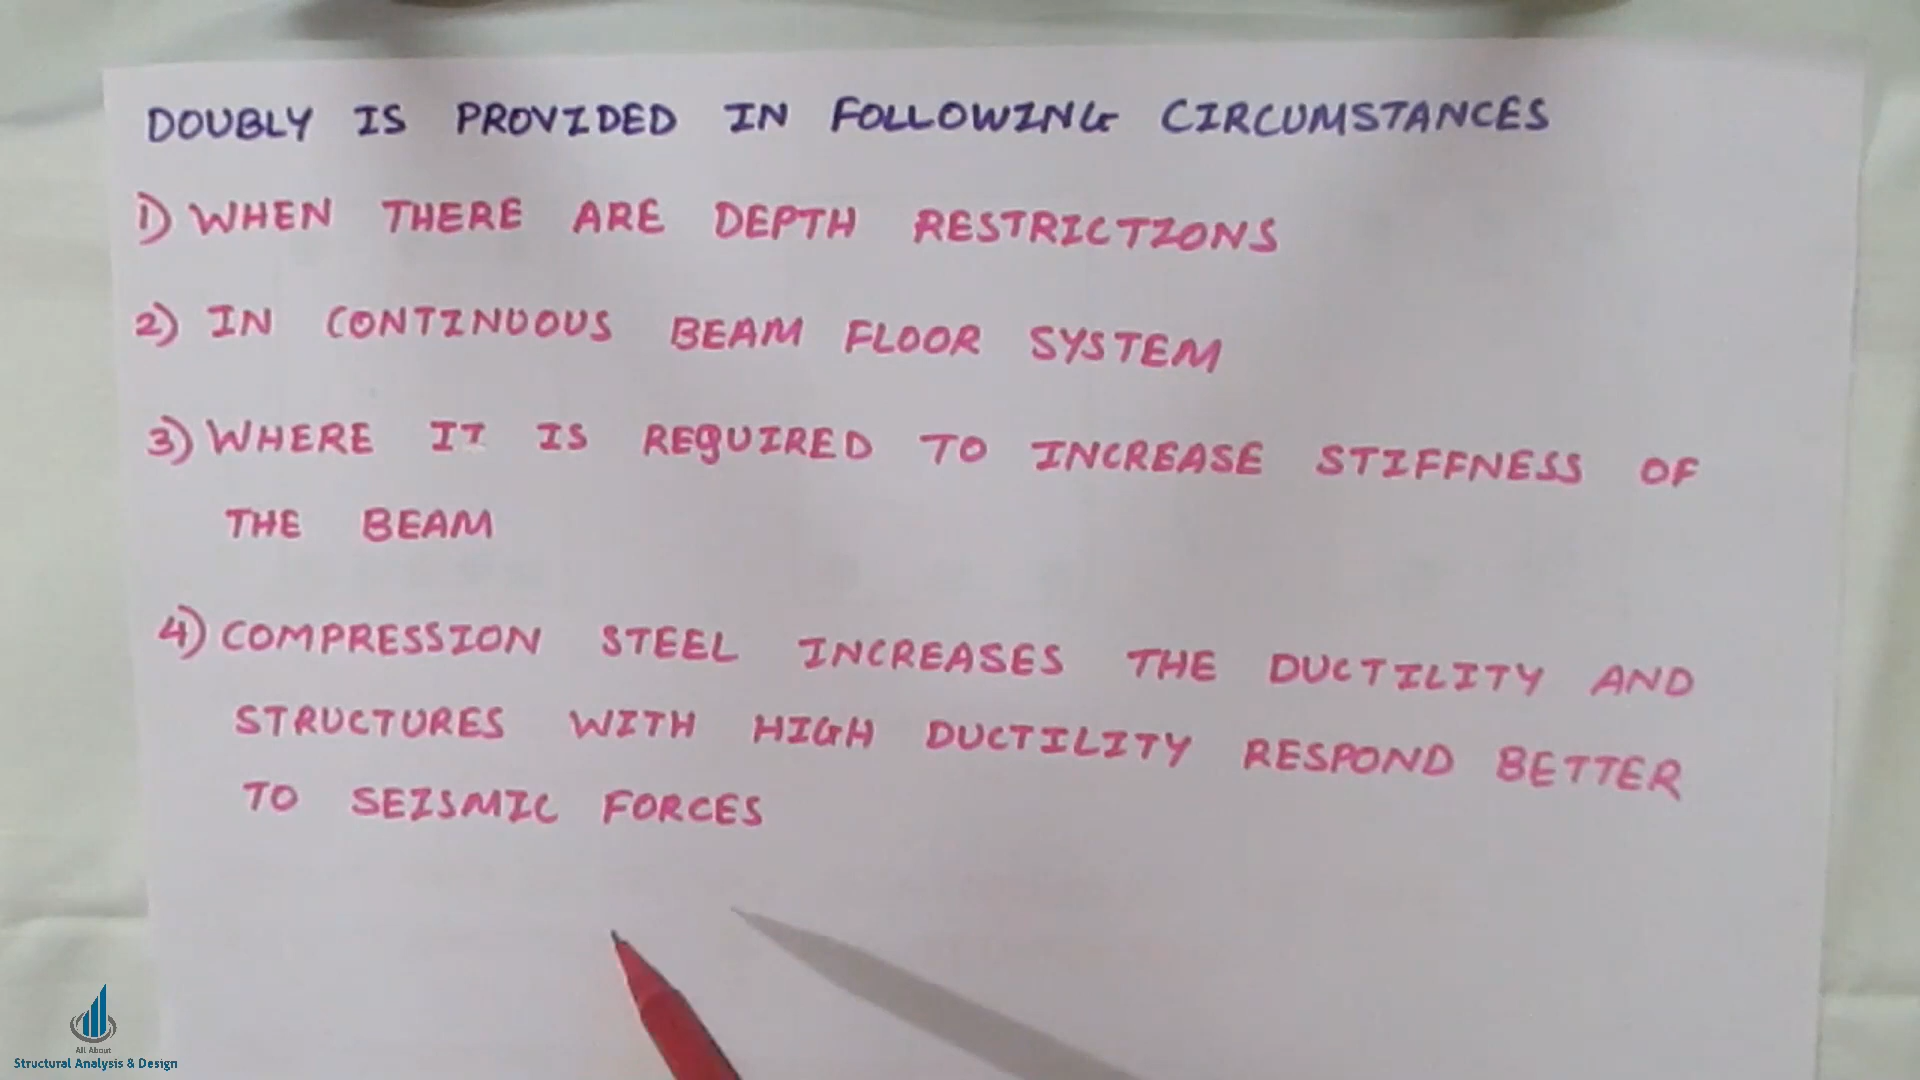 DOUBLY IS PROVIDED IN FOLLOWING CIRCUMSTANCES
1) WHEN THERE ARE DEPTH RESTRICTIONS
2) IN CONTINUOUS BEAM FLOOR SYSTEM
3) WHERE IT IS REQUIRED TO INCREASE STIFFNESS OF
THE BEAM
4) COMPRESSION STEEL INCREASES THE DUCTILITY AND
STRUCTURES WITH HIGH DUCTILITY RESPOND BETTER
TO SEISMIC FORCES
All About
Structural Analysis & Design